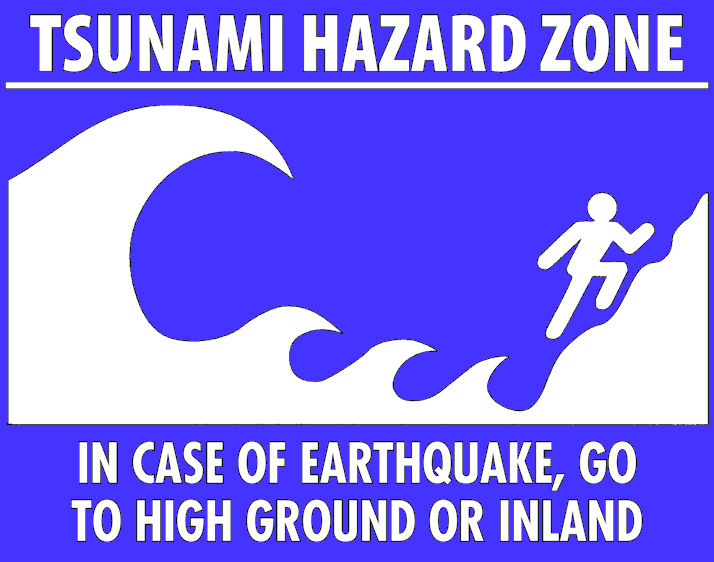 TSUNAMI HAZARD ZONE
IN CASE OF EARTHQUAKE, GO
TO HIGH GROUND OR INLAND